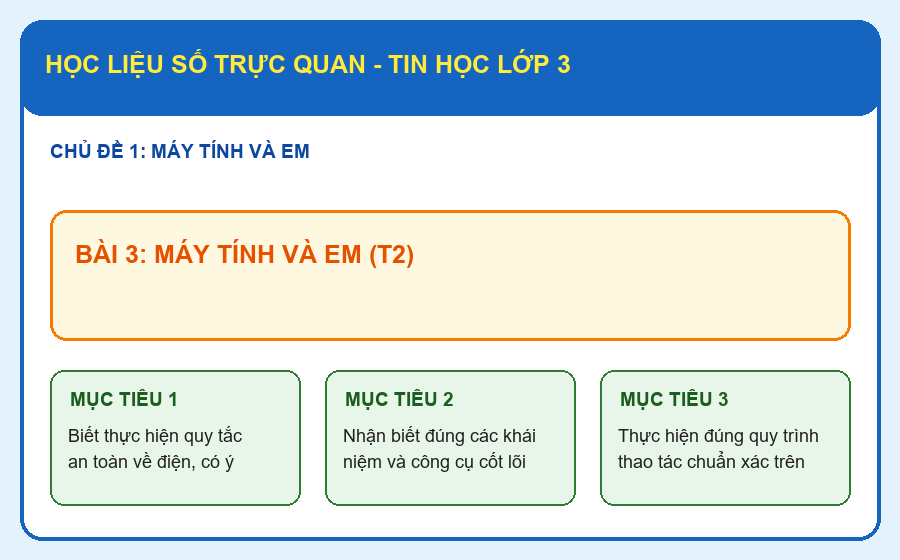 HỌC LIỆU SỐ TRỰC QUAN - TIN HỌC LỚP 3
CHỦ ĐỀ 1: MÁY TÍNH VÀ EM
BÀI 3: MÁY TÍNH VÀ EM (T2)
MỤC TIÊU 1
Biết thực hiện quy tắc
an toàn về điện, có ý
MỤC TIÊU 2
Nhận biết đúng các khái
niệm và công cụ cốt lõi
MỤC TIÊU 3
Thực hiện đúng quy trình
thao tác chuẩn xác trên